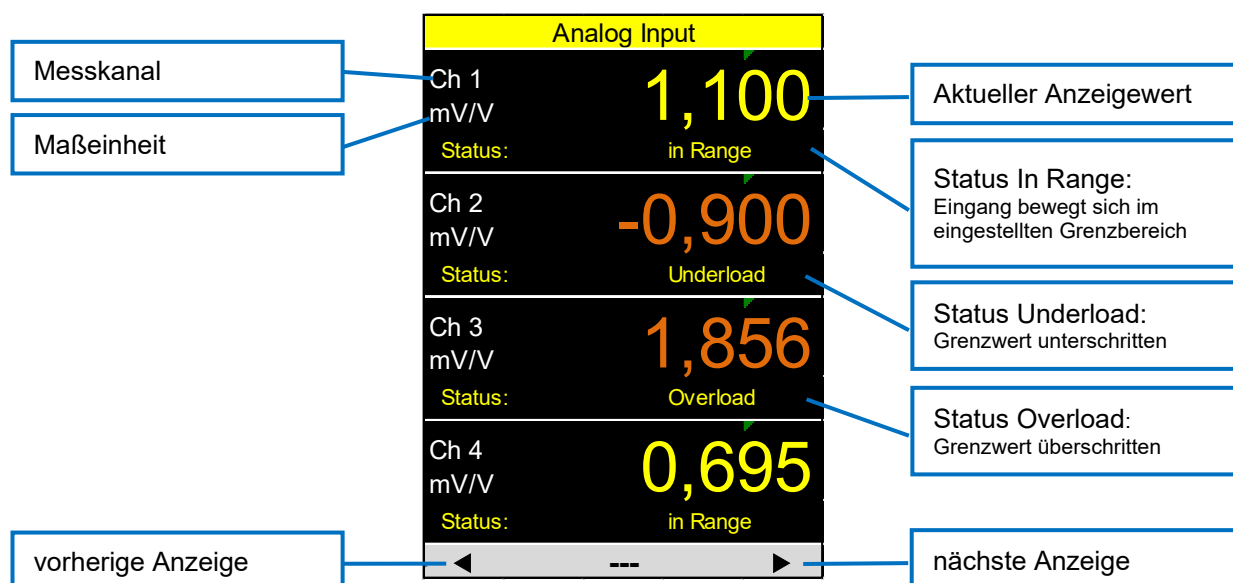 Analog Input
Messkanal
Maßeinheit
Ch 1
mV/V
1,100
Status:
in Range
Aktueller Anzeigewert
Status In Range:
Eingang bewegt sich im
eingestellten Grenzbereich
Ch 2
mV/V
-0,900
Status:
Underload
Status Underload:
Grenzwert unterschritten
Ch 3
mV/V
1,856
Status:
Overload
Status Overload:
Grenzwert überschritten
Ch 4
mV/V
0,695
Status:
in Range
vorherige Anzeige
◄
---
►
nächste Anzeige